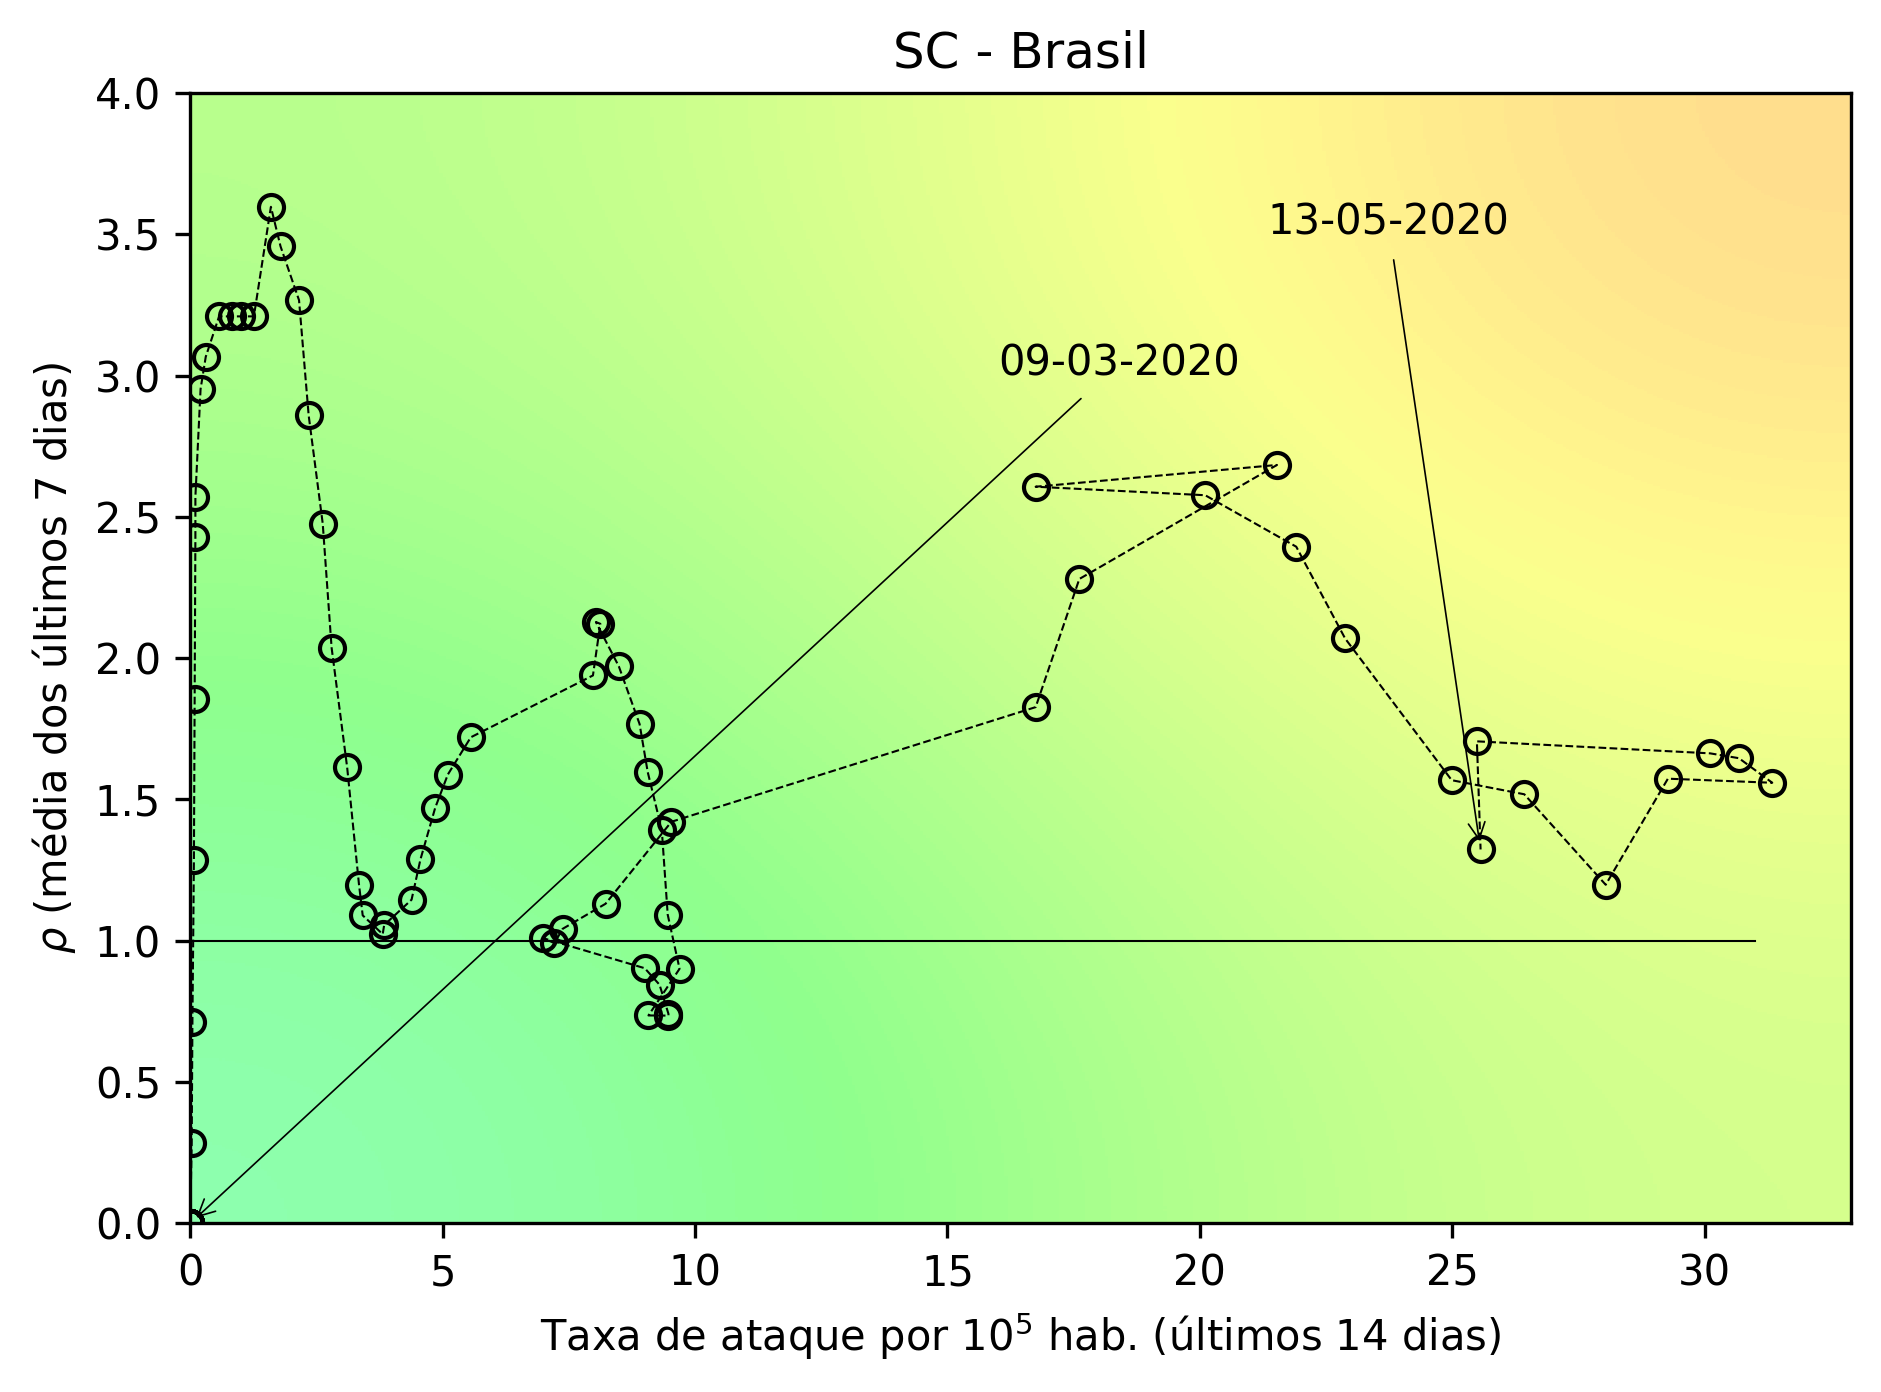 SC - Brasil
4.0
3.5
3.0
2.5
2.0
1.5
1.0
0.5
0.0
ρ (média dos últimos 7 dias)
13-05-2020
09-03-2020
0 5 10 15 20 25 30
Taxa de ataque por 10⁵ hab. (últimos 14 dias)